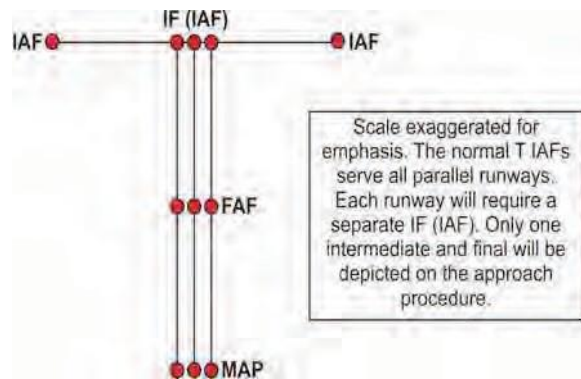 IF (IAF)
IAF
IAF
Scale exaggerated for
emphasis. The normal T IAFs
serve all parallel runways.
Each runway will require a
separate IF (IAF). Only one
intermediate and final will be
depicted on the approach
procedure.
FAF
MAP